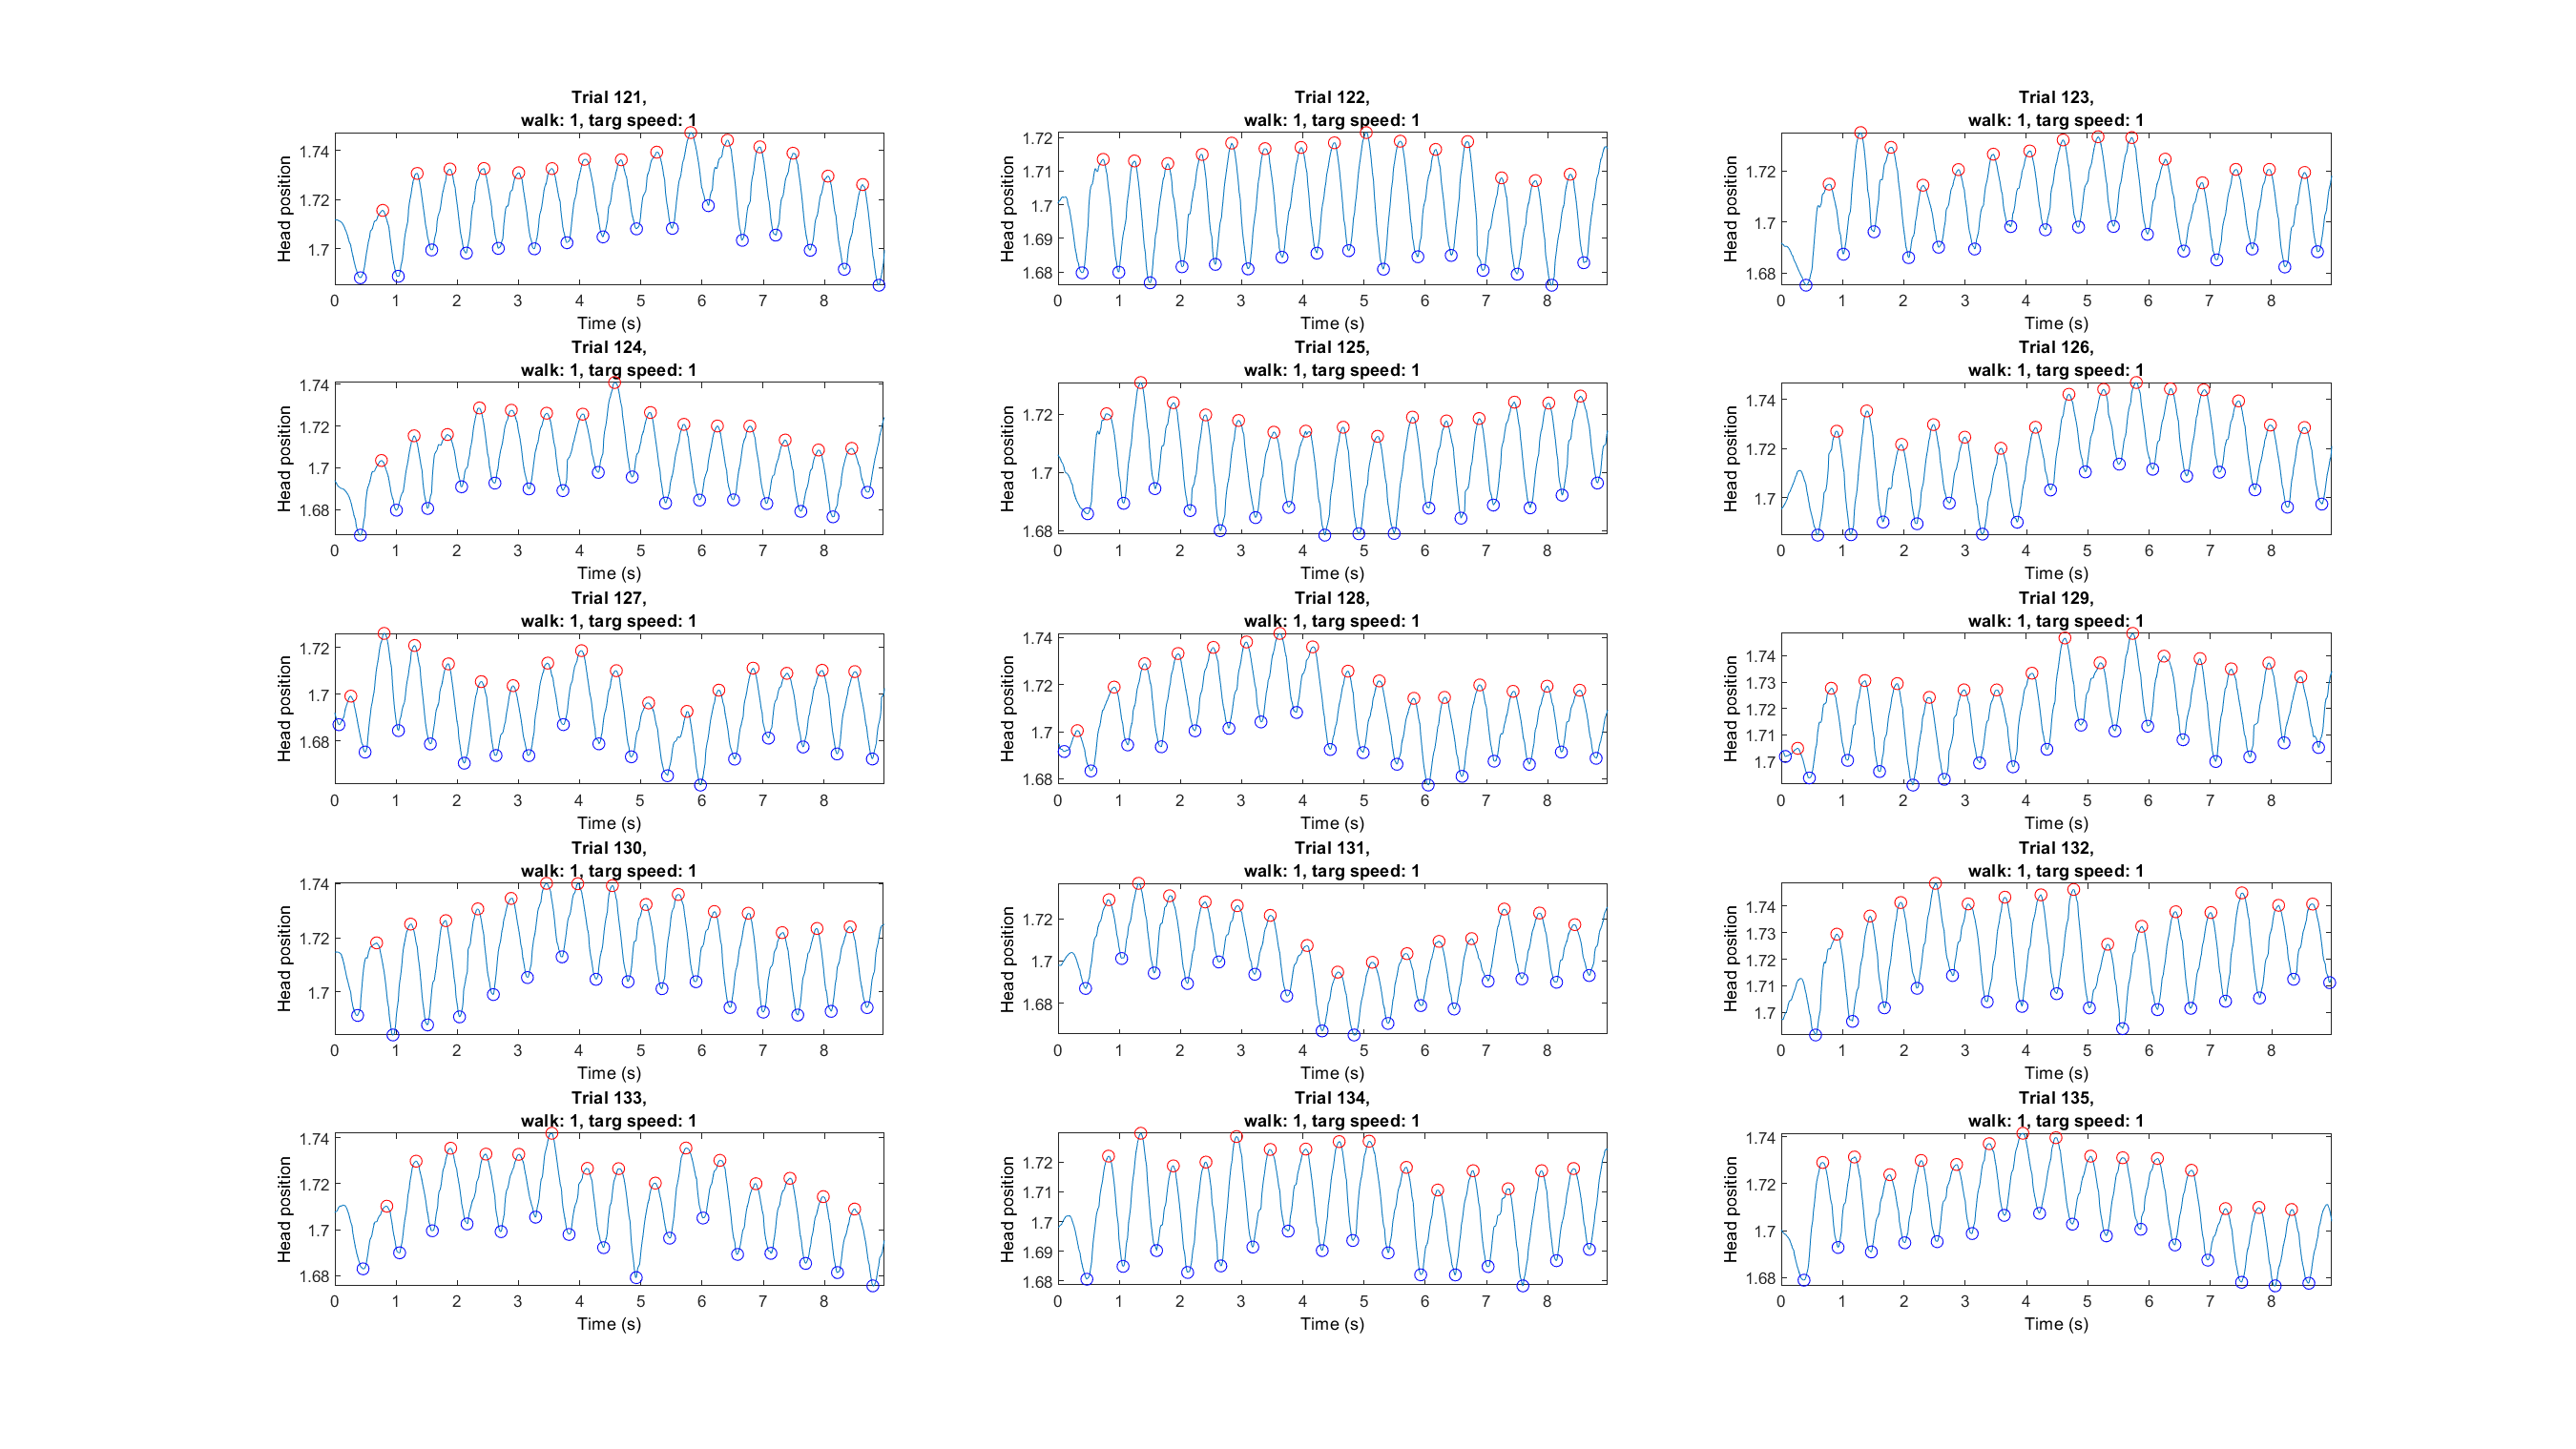 Trial 121,
walk: 1, targ speed: 1
Head position
1.74
1.72
1.7
0 1 2 3 4 5 6 7 8
Time (s)
Trial 122,
walk: 1, targ speed: 1
Head position
1.72
1.71
1.7
1.69
1.68
0 1 2 3 4 5 6 7 8
Time (s)
Trial 123,
walk: 1, targ speed: 1
Head position
1.72
1.7
1.68
0 1 2 3 4 5 6 7 8
Time (s)
Trial 124,
walk: 1, targ speed: 1
Head position
1.74
1.72
1.7
1.68
0 1 2 3 4 5 6 7 8
Time (s)
Trial 125,
walk: 1, targ speed: 1
Head position
1.72
1.7
1.68
0 1 2 3 4 5 6 7 8
Time (s)
Trial 126,
walk: 1, targ speed: 1
Head position
1.74
1.72
1.7
0 1 2 3 4 5 6 7 8
Time (s)
Trial 127,
walk: 1, targ speed: 1
Head position
1.72
1.7
1.68
0 1 2 3 4 5 6 7 8
Time (s)
Trial 128,
walk: 1, targ speed: 1
Head position
1.74
1.72
1.7
1.68
0 1 2 3 4 5 6 7 8
Time (s)
Trial 129,
walk: 1, targ speed: 1
Head position
1.74
1.73
1.72
1.71
1.7
0 1 2 3 4 5 6 7 8
Time (s)
Trial 130,
walk: 1, targ speed: 1
Head position
1.74
1.72
1.7
0 1 2 3 4 5 6 7 8
Time (s)
Trial 131,
walk: 1, targ speed: 1
Head position
1.72
1.7
1.68
0 1 2 3 4 5 6 7 8
Time (s)
Trial 132,
walk: 1, targ speed: 1
Head position
1.74
1.73
1.72
1.71
1.7
0 1 2 3 4 5 6 7 8
Time (s)
Trial 133,
walk: 1, targ speed: 1
Head position
1.74
1.72
1.7
1.68
0 1 2 3 4 5 6 7 8
Time (s)
Trial 134,
walk: 1, targ speed: 1
Head position
1.72
1.71
1.7
1.69
1.68
0 1 2 3 4 5 6 7 8
Time (s)
Trial 135,
walk: 1, targ speed: 1
Head position
1.74
1.72
1.7
1.68
0 1 2 3 4 5 6 7 8
Time (s)